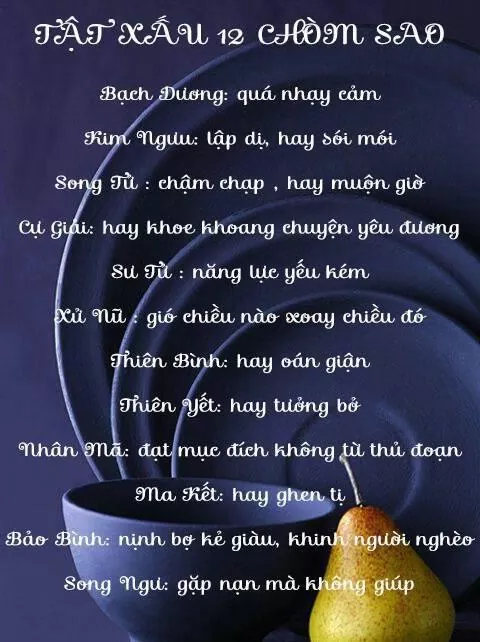 TẬT XẤU 12 CHÒM SAO
Bạch Dương: quá nhạy cảm
Kim Ngưu: lập dị, hay sói mói
Song Tử : chậm chạp , hay muộn giờ
Cự Giải: hay khoe khoang chuyện yêu đương
Sư Tử : năng lực yếu kém
Xử Nữ : gió chiều nào xoay chiều đó
Thiên Bình: hay oán giận
Thiên Yết: hay tưởng bở
Nhân Mã: đạt mục đích không từ thủ đoạn
Ma Kết: hay ghen tị
Bảo Bình: nịnh bợ kẻ giàu, khinh người nghèo
Song Ngư: gặp nạn mà không giúp